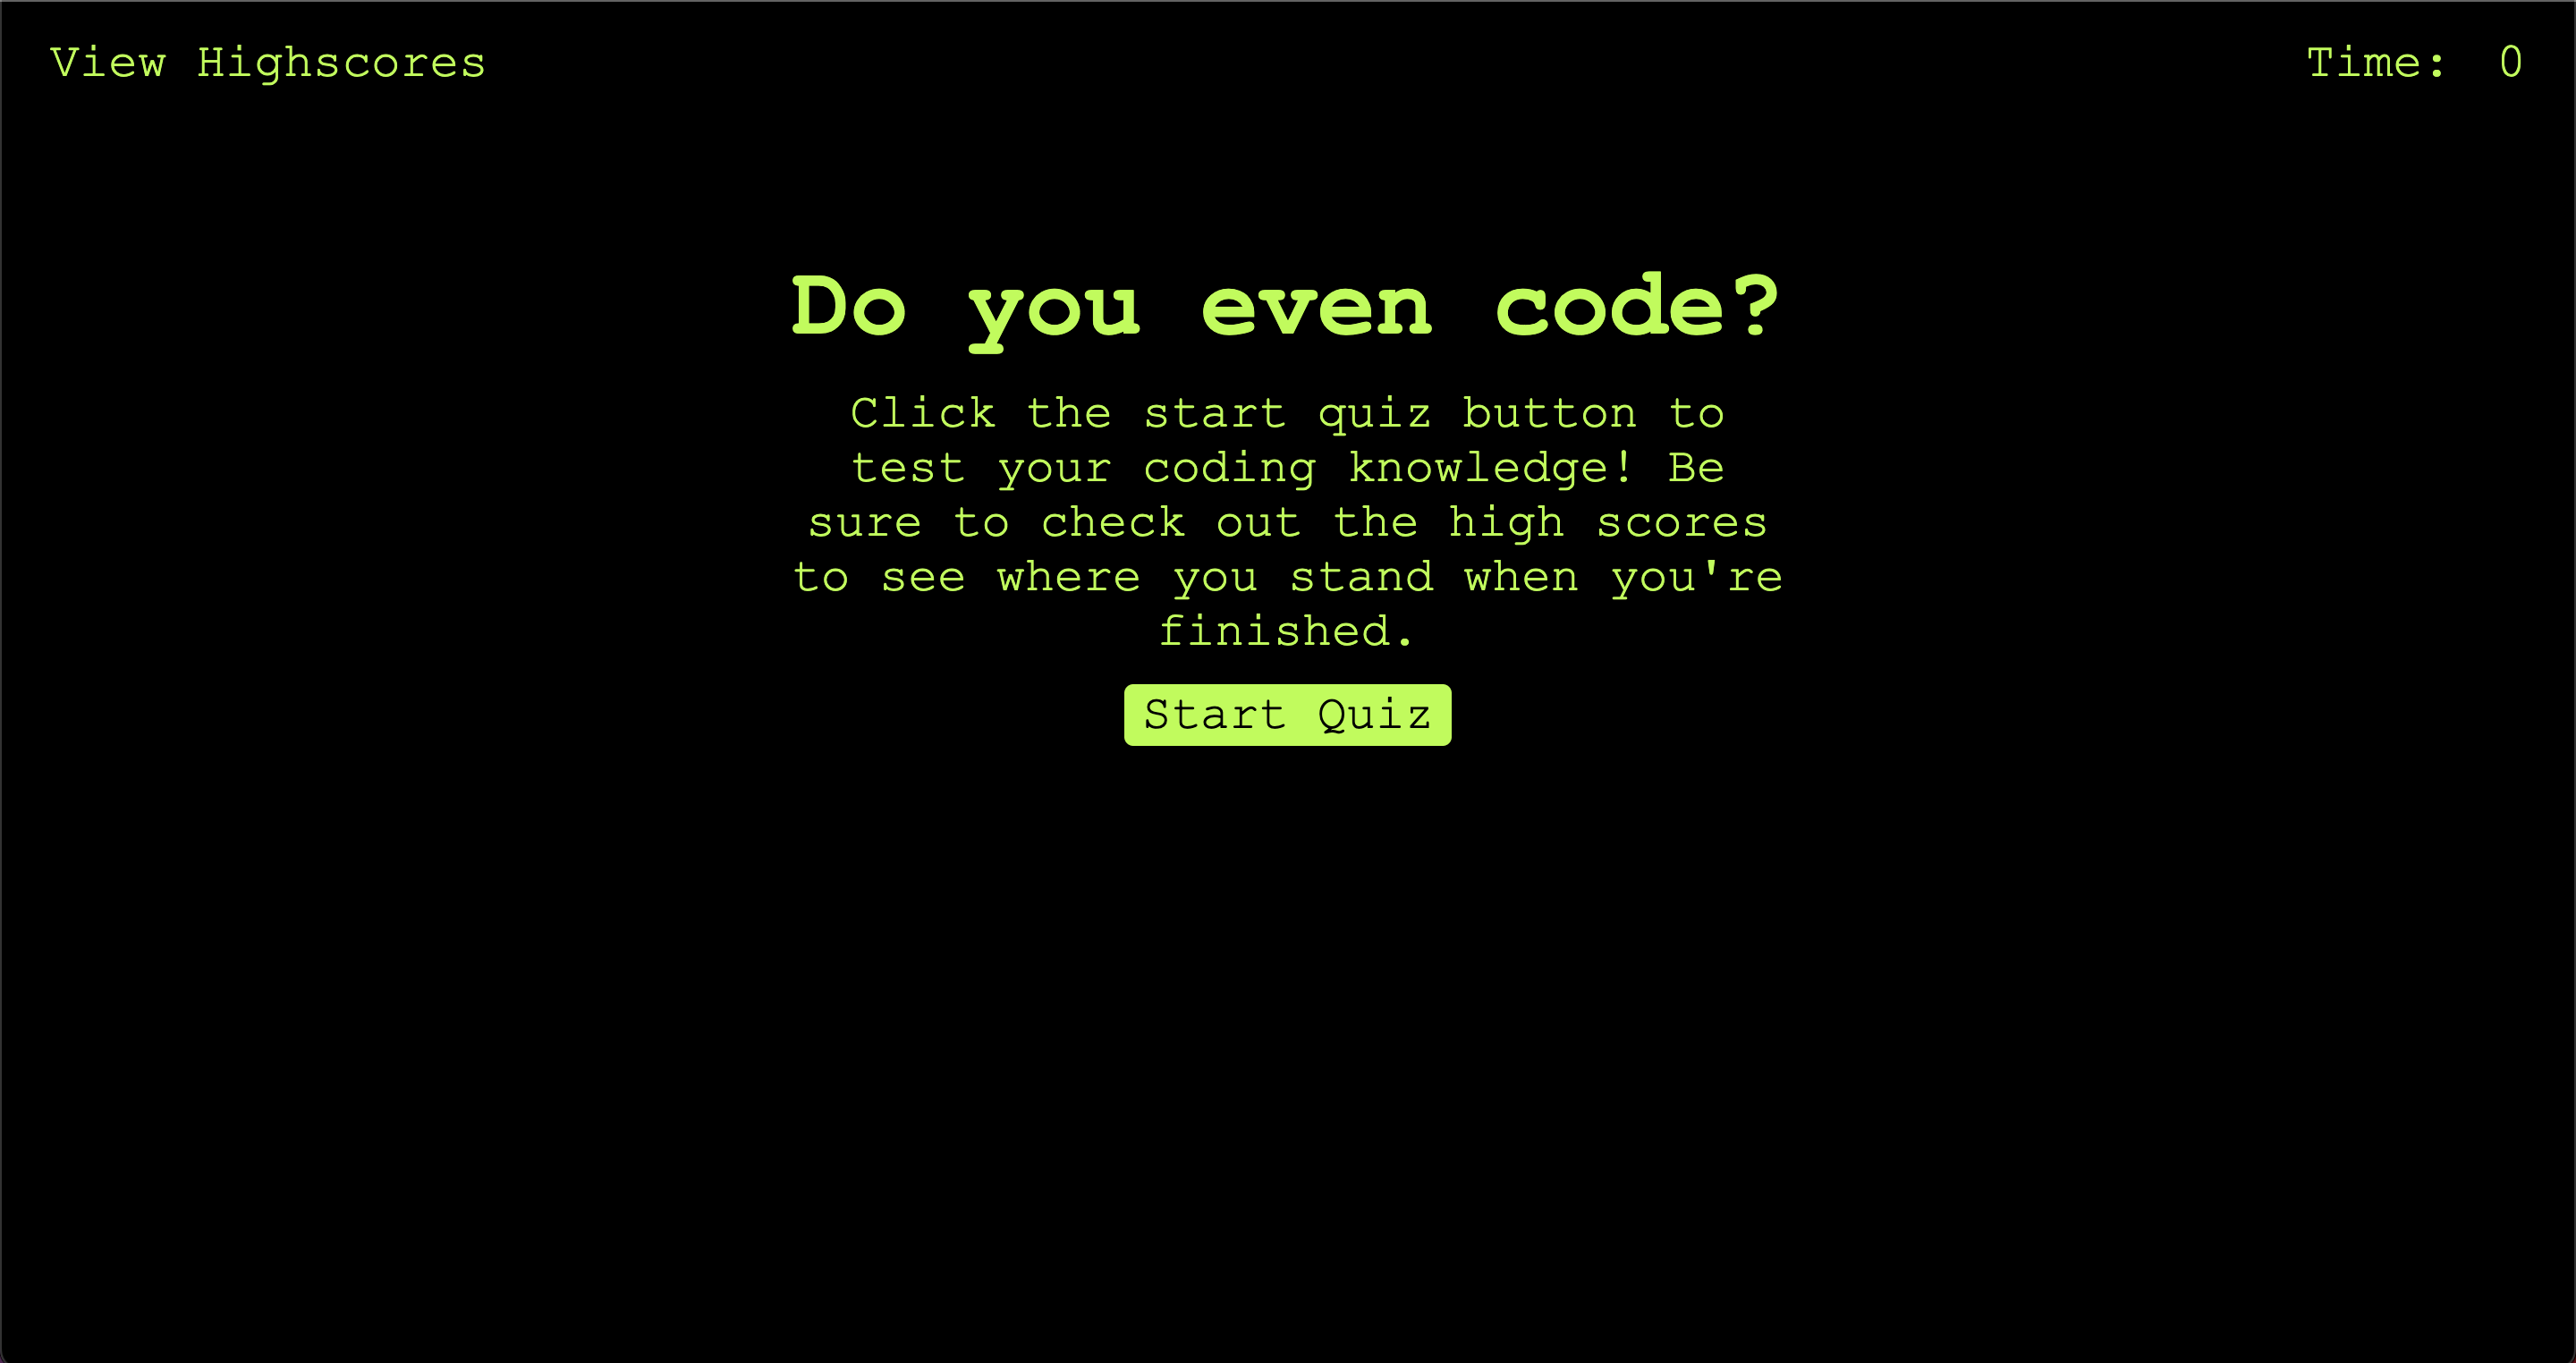 View Highscores
Time: 0
Do you even code?
Click the start quiz button to
test your coding knowledge! Be
sure to check out the high scores
to see where you stand when you're
finished.
Start Quiz